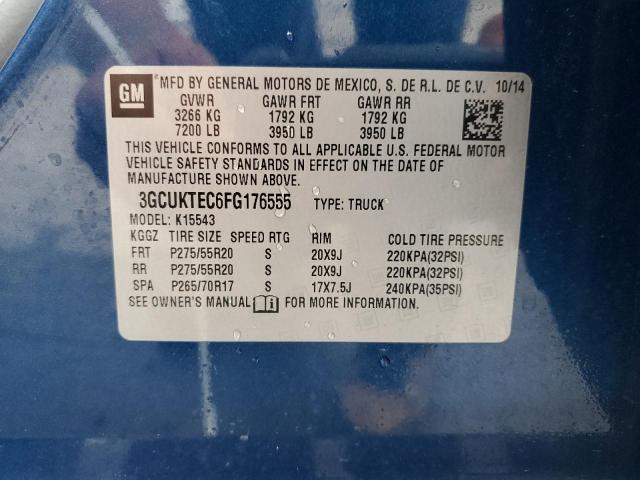 GM
MFD BY GENERAL MOTORS DE MEXICO, S. DE R.L. DE C.V. 10/14
GVWR GAWR FRT GAWR RR
3266 KG 1792 KG 1792 KG
7200 LB 3950 LB 3950 LB
THIS VEHICLE CONFORMS TO ALL APPLICABLE U.S. FEDERAL MOTOR
VEHICLE SAFETY STANDARDS IN EFFECT ON THE DATE OF
MANUFACTURE SHOWN ABOVE.
3GCUKTEC6FG176555 TYPE: TRUCK
MODEL: K15543
KGGZ TIRE SIZE SPEED RTG RIM COLD TIRE PRESSURE
FRT P275/55R20 S 20X9J 220KPA(32PSI)
RR P275/55R20 S 20X9J 220KPA(32PSI)
SPA P265/70R17 S 17X7.5J 240KPA(35PSI)
SEE OWNER'S MANUAL i FOR MORE INFORMATION.